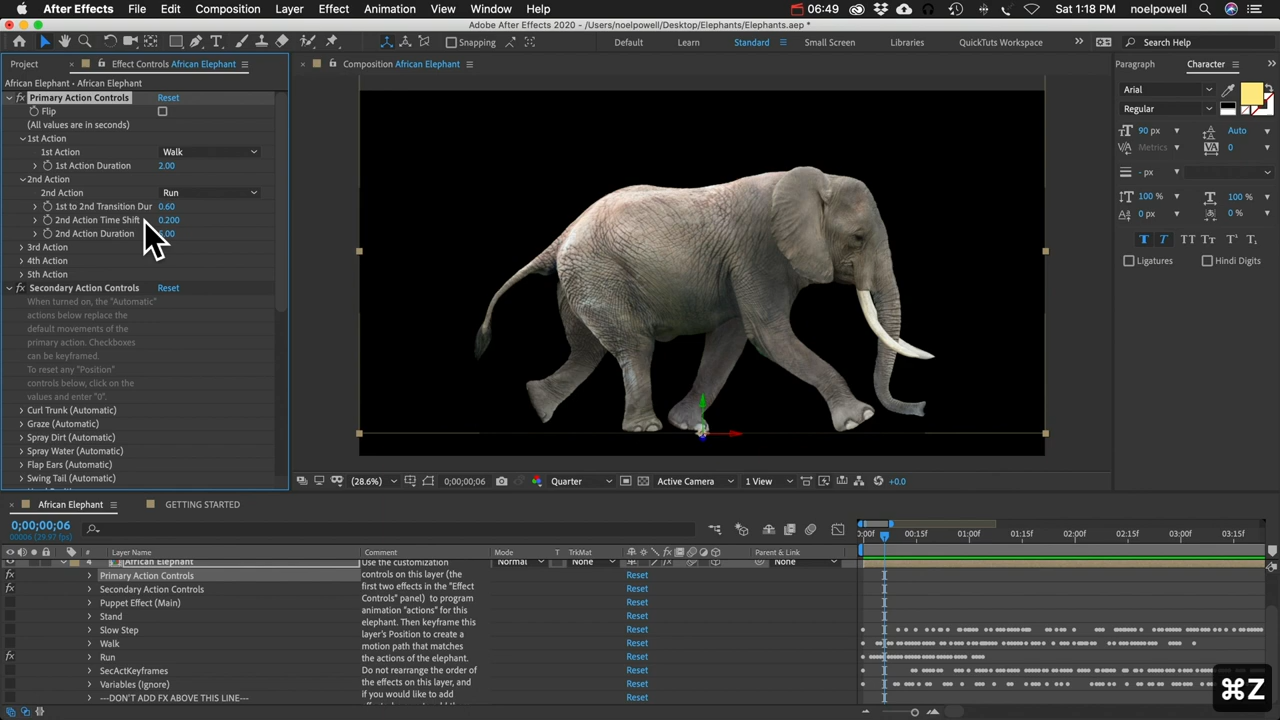 After Effects File Edit Composition Layer Effect Animation View Window Help 06:49 Sat 1:18 PM noelpowell
Adobe After Effects 2020 - /Users/noelpowell/Desktop/Elephants/Elephants.aep *
Snapping Default Learn Standard Small Screen Libraries QuickTuts Workspace Search Help
Project Effect Controls African Elephant Composition African Elephant Paragraph Character
African Elephant • African Elephant
Primary Action Controls Reset
Flip
(All values are in seconds)
1st Action
1st Action Walk
1st Action Duration 2.00
2nd Action
2nd Action Run
1st to 2nd Transition Dur 0.60
2nd Action Time Shift 0.200
2nd Action Duration .00
3rd Action
4th Action
5th Action
Secondary Action Controls Reset
When turned on, the "Automatic"
actions below replace the
default movements of the
primary action. Checkboxes
can be keyframed.
To reset any "Position"
controls below, click on the
values and enter "0".
Curl Trunk (Automatic)
Graze (Automatic)
Spray Dirt (Automatic)
Spray Water (Automatic)
Flap Ears (Automatic)
Swing Tail (Automatic)
Arial
Regular
90 px Auto
Metrics 0
- px
100 % 100 %
0 px 0 %
T T TT Tr T¹ T₁
Ligatures Hindi Digits
(28.6%) 0;00;00;06 Quarter Active Camera 1 View +0.0
African Elephant GETTING STARTED
0;00;00;06
00006 (29.97 fps)
:00f 00:15f 01:00f 01:15f 02:00f 02:15f 03:00f 03:15f
# Layer Name Comment Mode T TrkMat Parent & Link
4 African Elephant Use the customization Normal None None
Primary Action Controls controls on this layer (the Reset
Secondary Action Controls first two effects in the "Effect Reset
Puppet Effect (Main) Controls" panel) to program Reset
Stand animation "actions" for this Reset
Slow Step elephant. Then keyframe this Reset
Walk layer's Position to create a Reset
Run motion path that matches Reset
the actions of the elephant.
SecActKeyframes Do not rearrange the order of Reset
Variables (Ignore) the effects on this layer, and Reset
---DON'T ADD FX ABOVE THIS LINE--- if you would like to add Reset
⌘Z